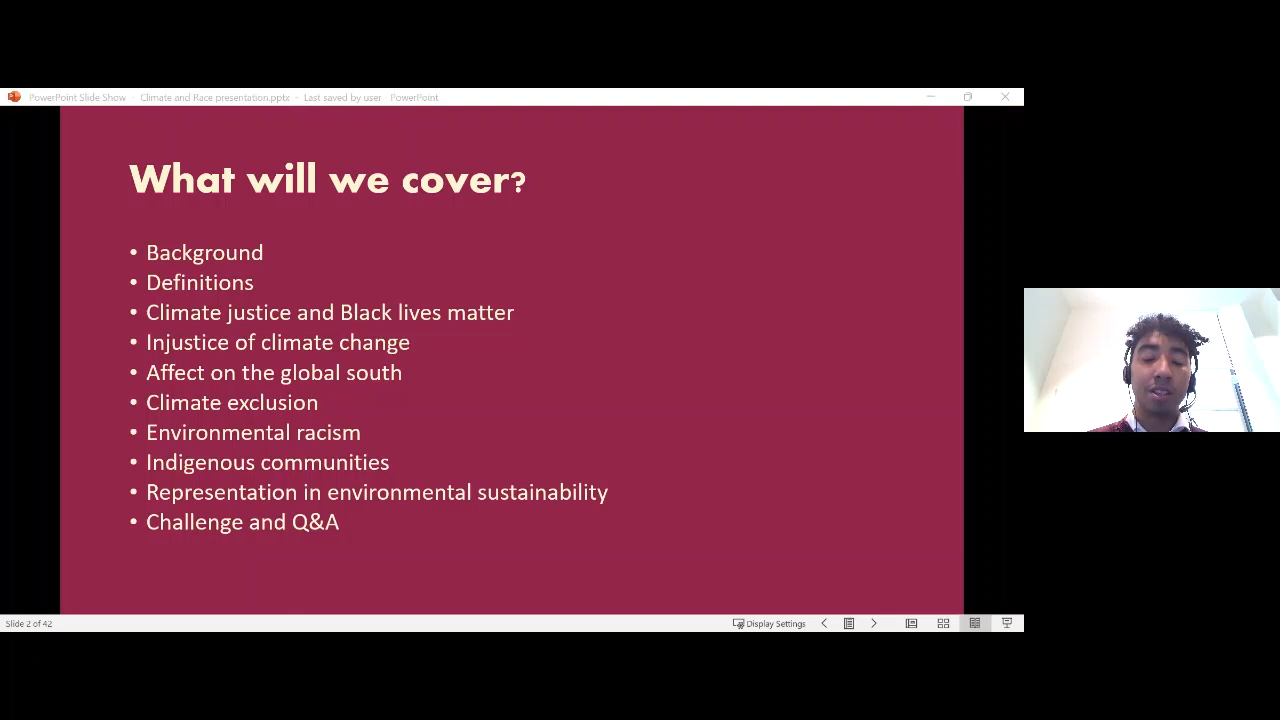 PowerPoint Slide Show - Climate and Race presentation.pptx - Last saved by user - PowerPoint
What will we cover?
• Background
• Definitions
• Climate justice and Black lives matter
• Injustice of climate change
• Affect on the global south
• Climate exclusion
• Environmental racism
• Indigenous communities
• Representation in environmental sustainability
• Challenge and Q&A
Slide 2 of 42
Display Settings